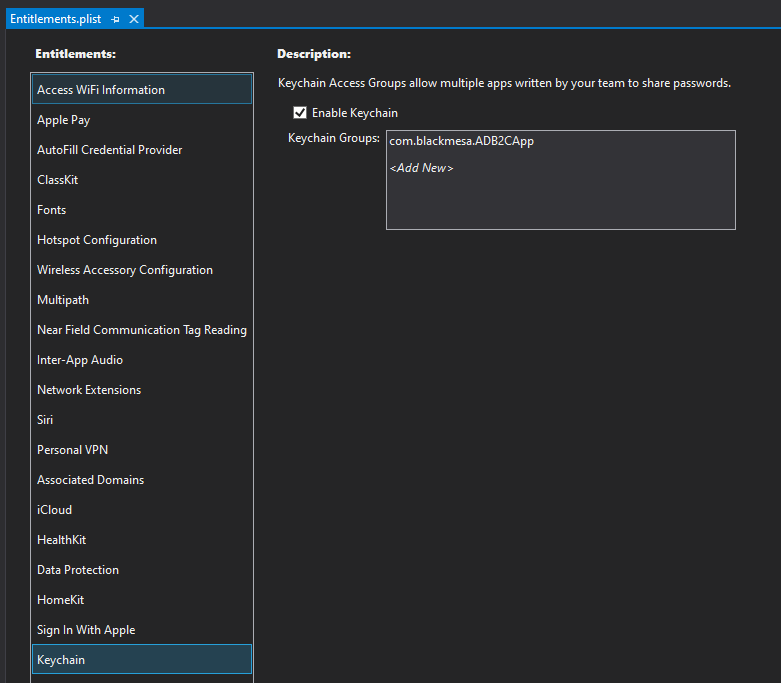 Entitlements.plist
Entitlements:
Access WiFi Information
Apple Pay
AutoFill Credential Provider
ClassKit
Fonts
Hotspot Configuration
Wireless Accessory Configuration
Multipath
Near Field Communication Tag Reading
Inter-App Audio
Network Extensions
Siri
Personal VPN
Associated Domains
iCloud
HealthKit
Data Protection
HomeKit
Sign In With Apple
Keychain
Description:
Keychain Access Groups allow multiple apps written by your team to share passwords.
Enable Keychain
Keychain Groups:
com.blackmesa.ADB2CApp
<Add New>